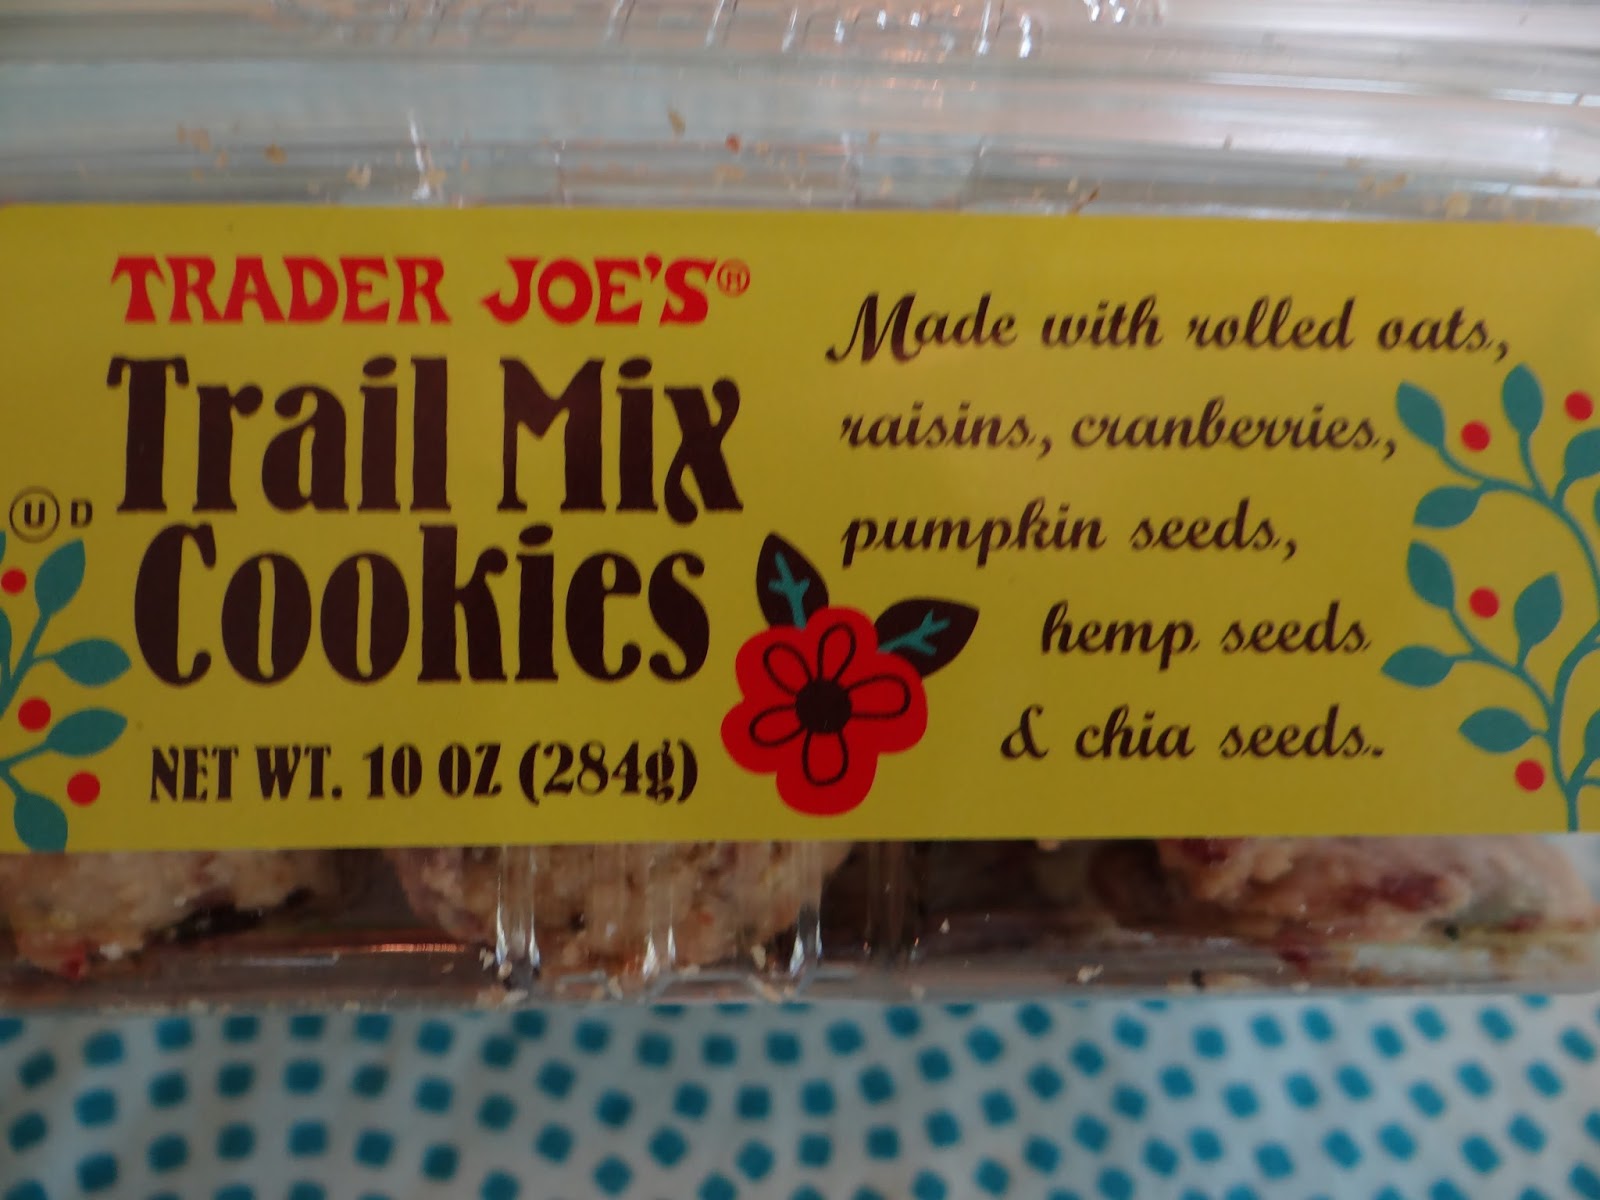 TRADER JOE'S®
Trail Mix
Cookies
Ⓤ D
NET WT. 10 OZ (284g)
Made with rolled oats,
raisins, cranberries,
pumpkin seeds,
hemp seeds
& chia seeds.